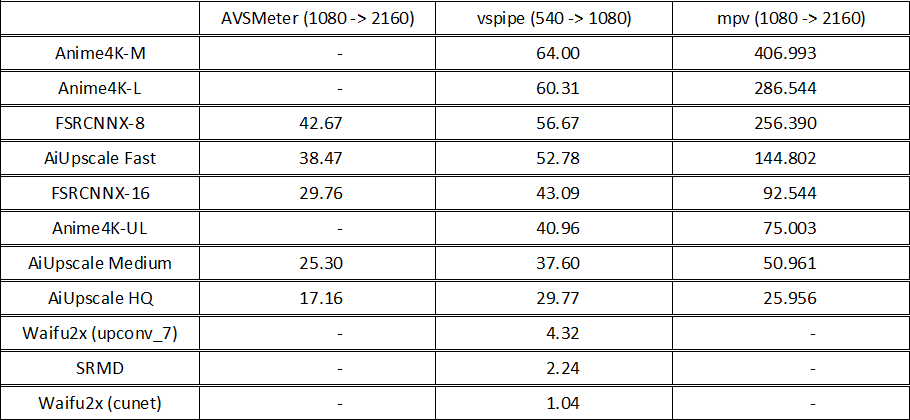 AVSMeter (1080 -> 2160) vspipe (540 -> 1080) mpv (1080 -> 2160)
Anime4K-M - 64.00 406.993
Anime4K-L - 60.31 286.544
FSRCNNX-8 42.67 56.67 256.390
AiUpscale Fast 38.47 52.78 144.802
FSRCNNX-16 29.76 43.09 92.544
Anime4K-UL - 40.96 75.003
AiUpscale Medium 25.30 37.60 50.961
AiUpscale HQ 17.16 29.77 25.956
Waifu2x (upconv_7) - 4.32 -
SRMD - 2.24 -
Waifu2x (cunet) - 1.04 -